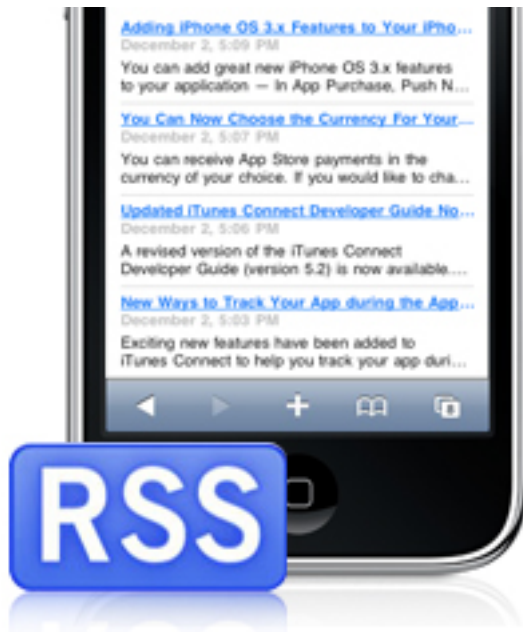 Adding iPhone OS 3.x Features to Your iPho...
December 2, 5:09 PM
You can add great new iPhone OS 3.x features
to your application — In App Purchase, Push N...
You Can Now Choose the Currency For Your...
December 2, 5:07 PM
You can receive App Store payments in the
currency of your choice. If you would like to cha...
Updated iTunes Connect Developer Guide No...
December 2, 5:06 PM
A revised version of the iTunes Connect
Developer Guide (version 5.2) is now available....
New Ways to Track Your App during the App...
December 2, 5:03 PM
Exciting new features have been added to
iTunes Connect to help you track your app duri...
RSS